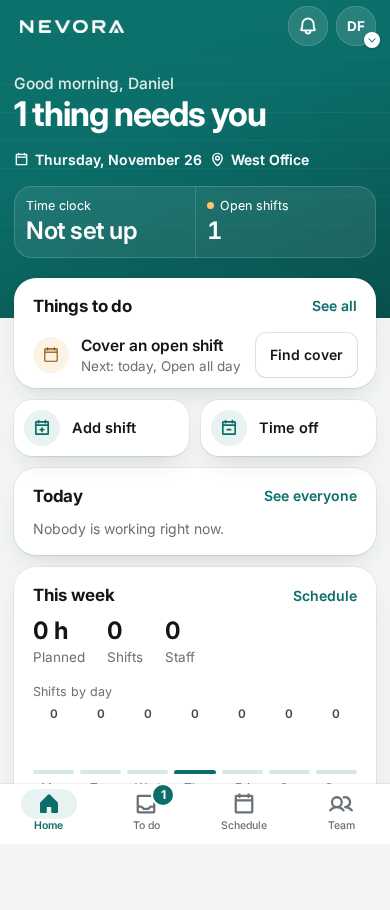 NEVORA
DF
Good morning, Daniel
1 thing needs you
Thursday, November 26 West Office
Time clock
Not set up
Open shifts
1
Things to do
See all
Cover an open shift
Next: today, Open all day
Find cover
Add shift
Time off
Today
See everyone
Nobody is working right now.
This week
Schedule
0 h 0 0
Planned Shifts Staff
Shifts by day
0 0 0 0 0 0 0
1
Home To do Schedule Team